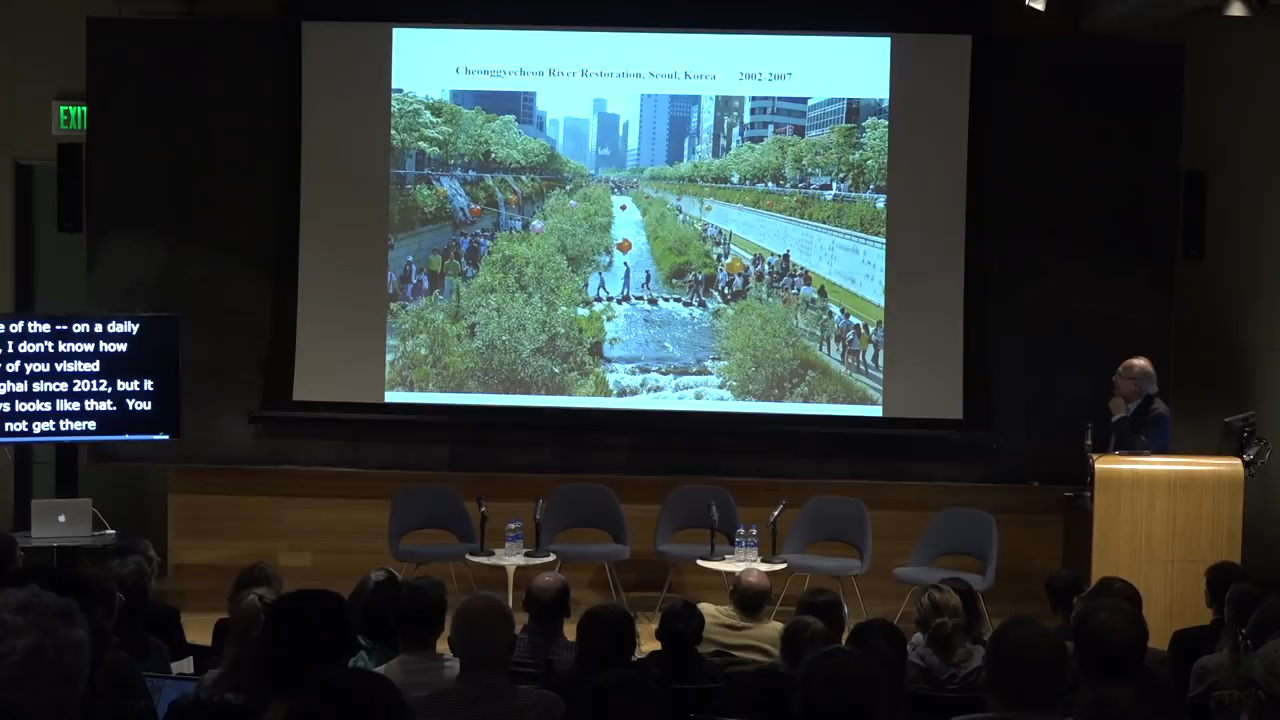 Cheonggyecheon River Restoration, Seoul, Korea 2002-2007
EXIT
e of the -- on a daily
, I don't know how
of you visited
ghai since 2012, but it
s looks like that. You
not get there